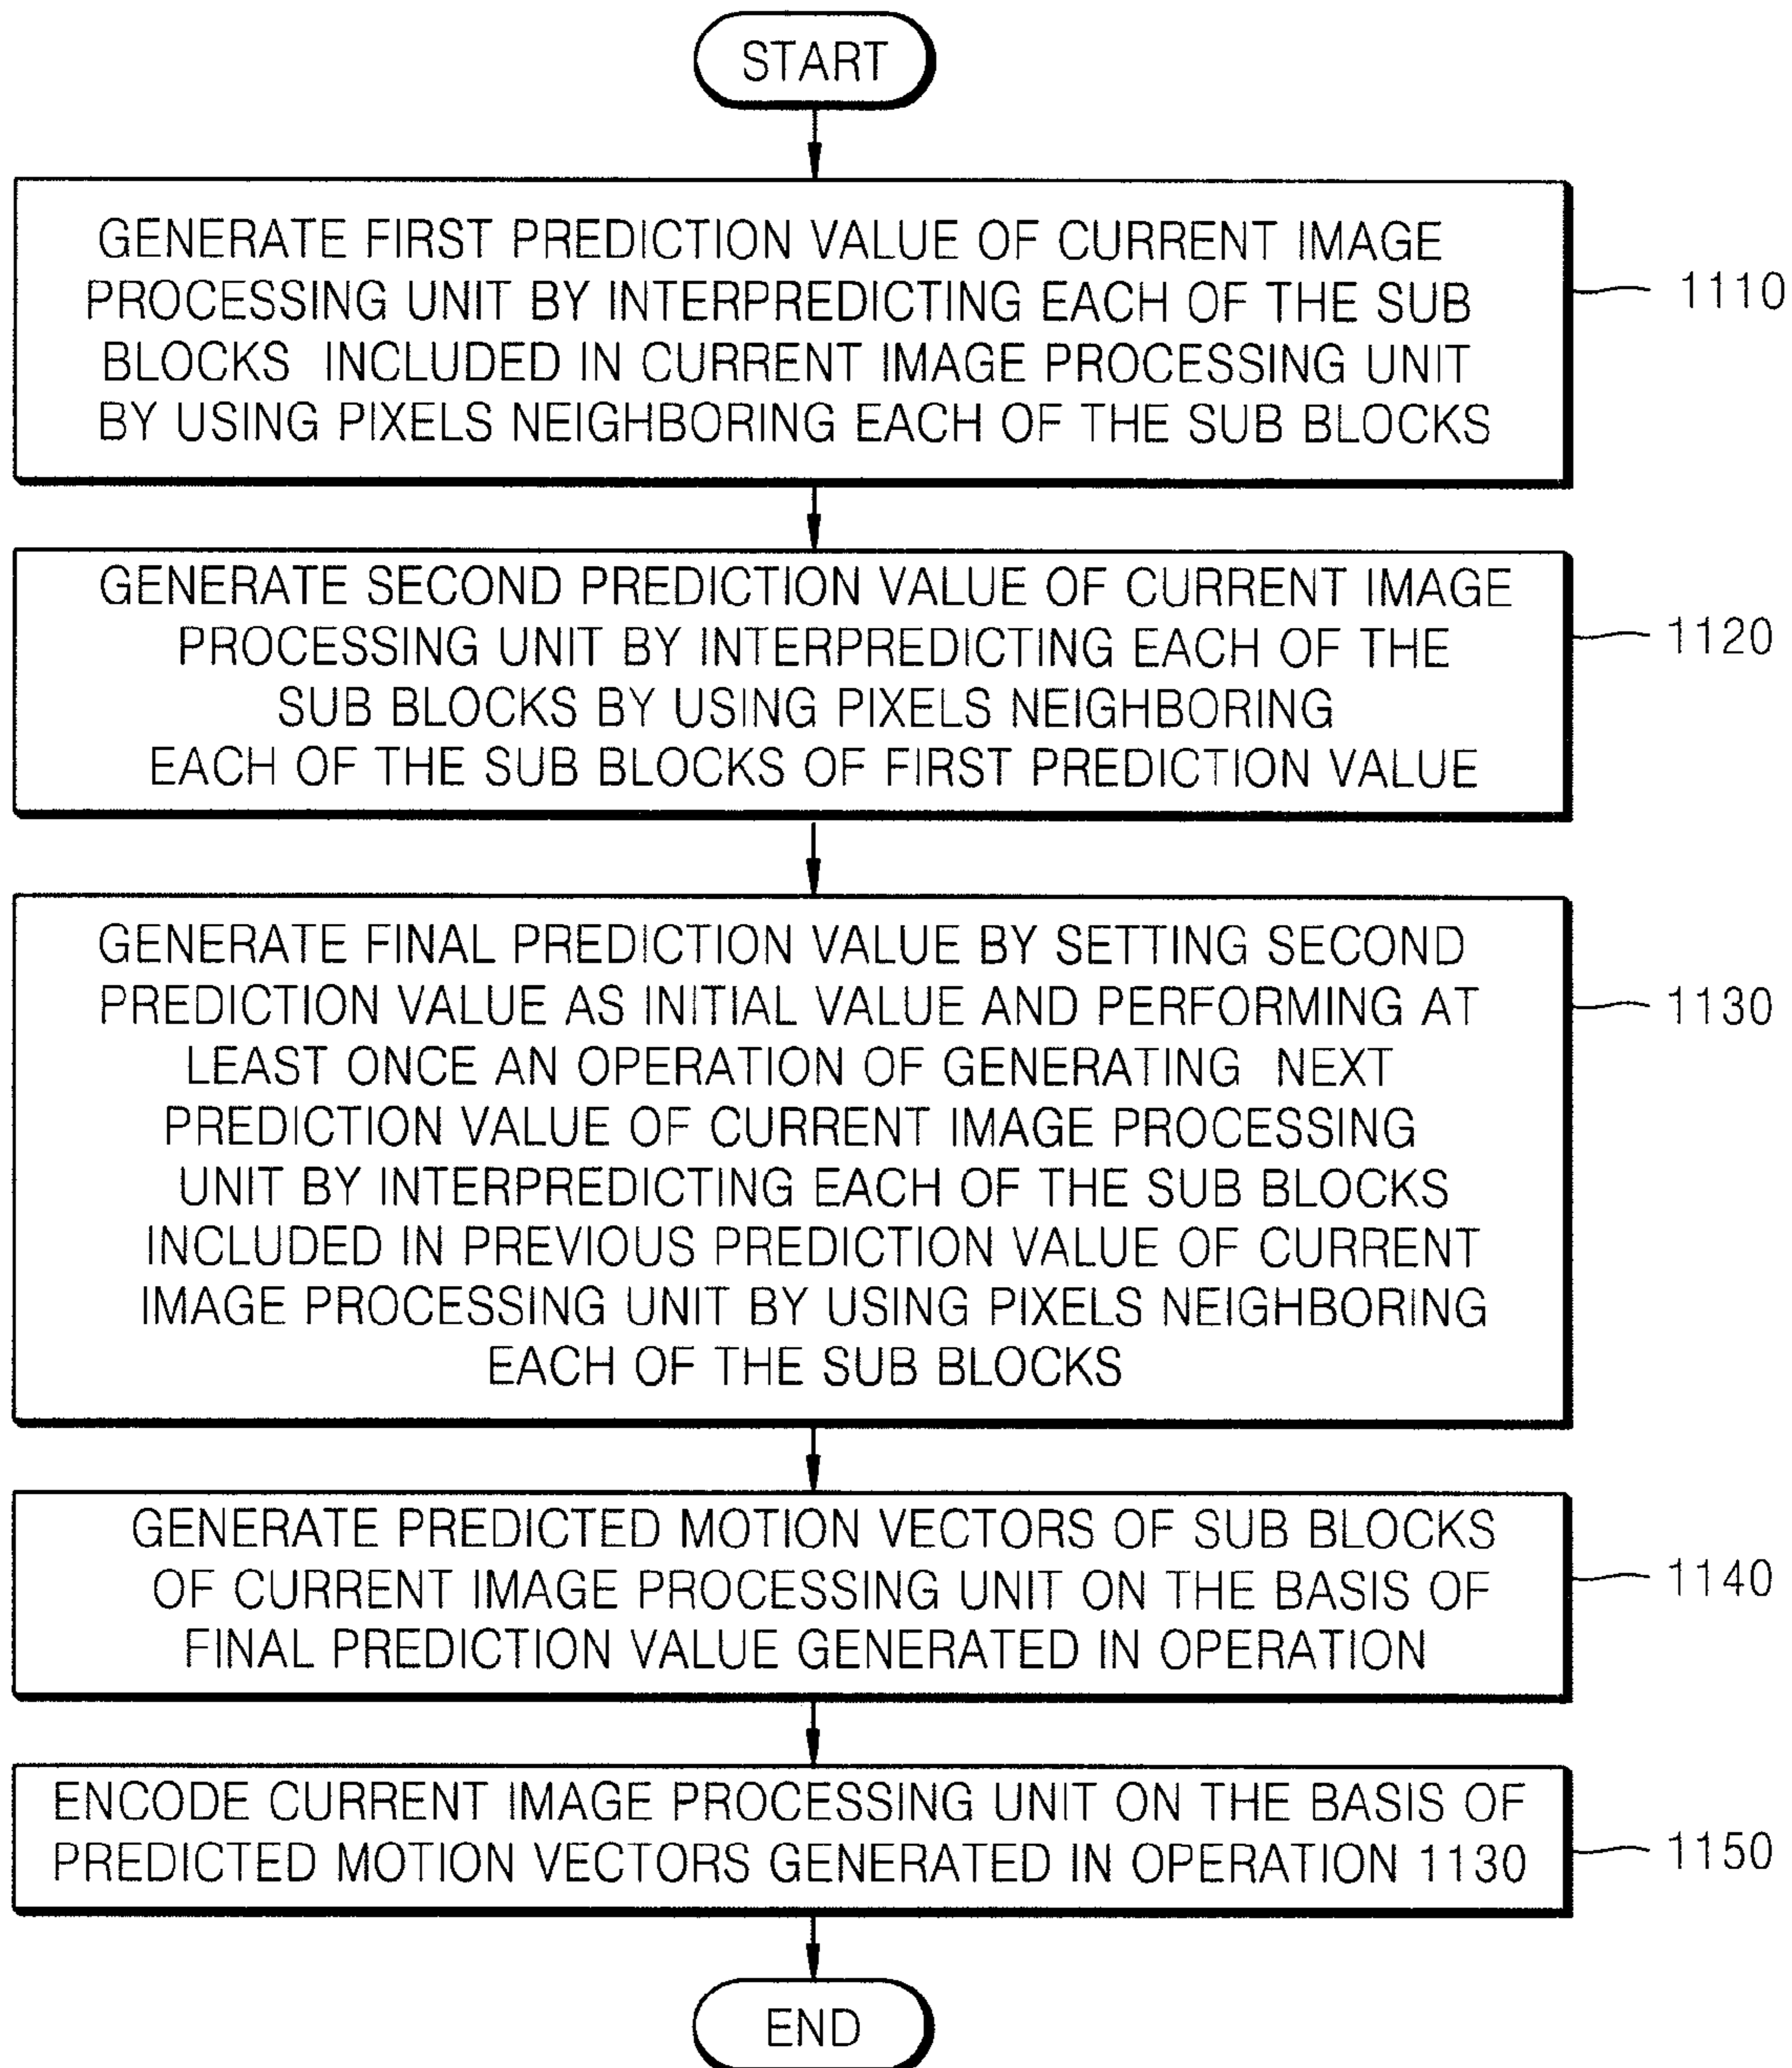 START
GENERATE FIRST PREDICTION VALUE OF CURRENT IMAGE
PROCESSING UNIT BY INTERPREDICTING EACH OF THE SUB
BLOCKS INCLUDED IN CURRENT IMAGE PROCESSING UNIT
BY USING PIXELS NEIGHBORING EACH OF THE SUB BLOCKS
1110
GENERATE SECOND PREDICTION VALUE OF CURRENT IMAGE
PROCESSING UNIT BY INTERPREDICTING EACH OF THE
SUB BLOCKS BY USING PIXELS NEIGHBORING
EACH OF THE SUB BLOCKS OF FIRST PREDICTION VALUE
1120
GENERATE FINAL PREDICTION VALUE BY SETTING SECOND
PREDICTION VALUE AS INITIAL VALUE AND PERFORMING AT
LEAST ONCE AN OPERATION OF GENERATING NEXT
PREDICTION VALUE OF CURRENT IMAGE PROCESSING
UNIT BY INTERPREDICTING EACH OF THE SUB BLOCKS
INCLUDED IN PREVIOUS PREDICTION VALUE OF CURRENT
IMAGE PROCESSING UNIT BY USING PIXELS NEIGHBORING
EACH OF THE SUB BLOCKS
1130
GENERATE PREDICTED MOTION VECTORS OF SUB BLOCKS
OF CURRENT IMAGE PROCESSING UNIT ON THE BASIS OF
FINAL PREDICTION VALUE GENERATED IN OPERATION
1140
ENCODE CURRENT IMAGE PROCESSING UNIT ON THE BASIS OF
PREDICTED MOTION VECTORS GENERATED IN OPERATION 1130
1150
END